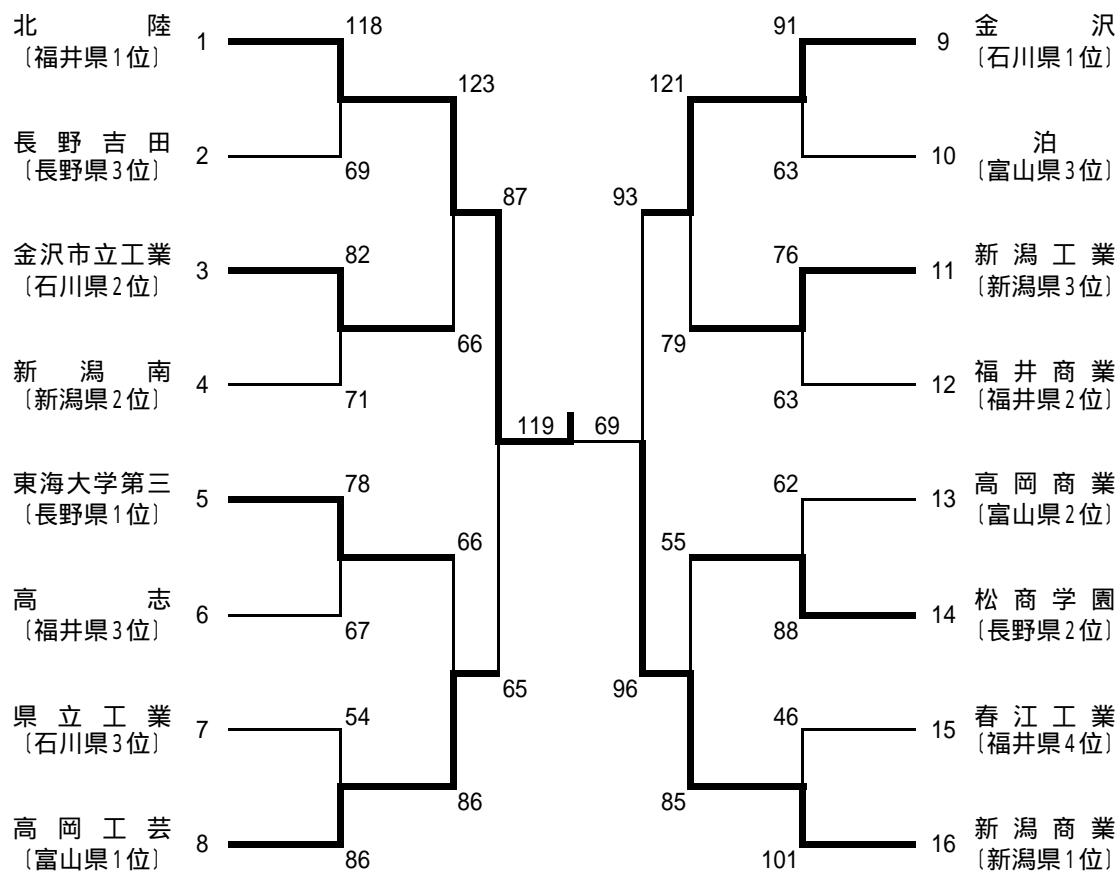 北陸
〔福井県1位〕
1
118
123
長野吉田
〔長野県3位〕
2
69
87
金沢市立工業
〔石川県2位〕
3
82
66
新潟南
〔新潟県2位〕
4
71
119
東海大学第三
〔長野県1位〕
5
78
66
高志
〔福井県3位〕
6
67
65
県立工業
〔石川県3位〕
7
54
86
高岡工芸
〔富山県1位〕
8
86
91
9
金沢
〔石川県1位〕
121
63
10
泊
〔富山県3位〕
93
76
11
新潟工業
〔新潟県3位〕
79
63
12
福井商業
〔福井県2位〕
69
62
13
高岡商業
〔富山県2位〕
55
88
14
松商学園
〔長野県2位〕
96
46
15
春江工業
〔福井県4位〕
85
101
16
新潟商業
〔新潟県1位〕